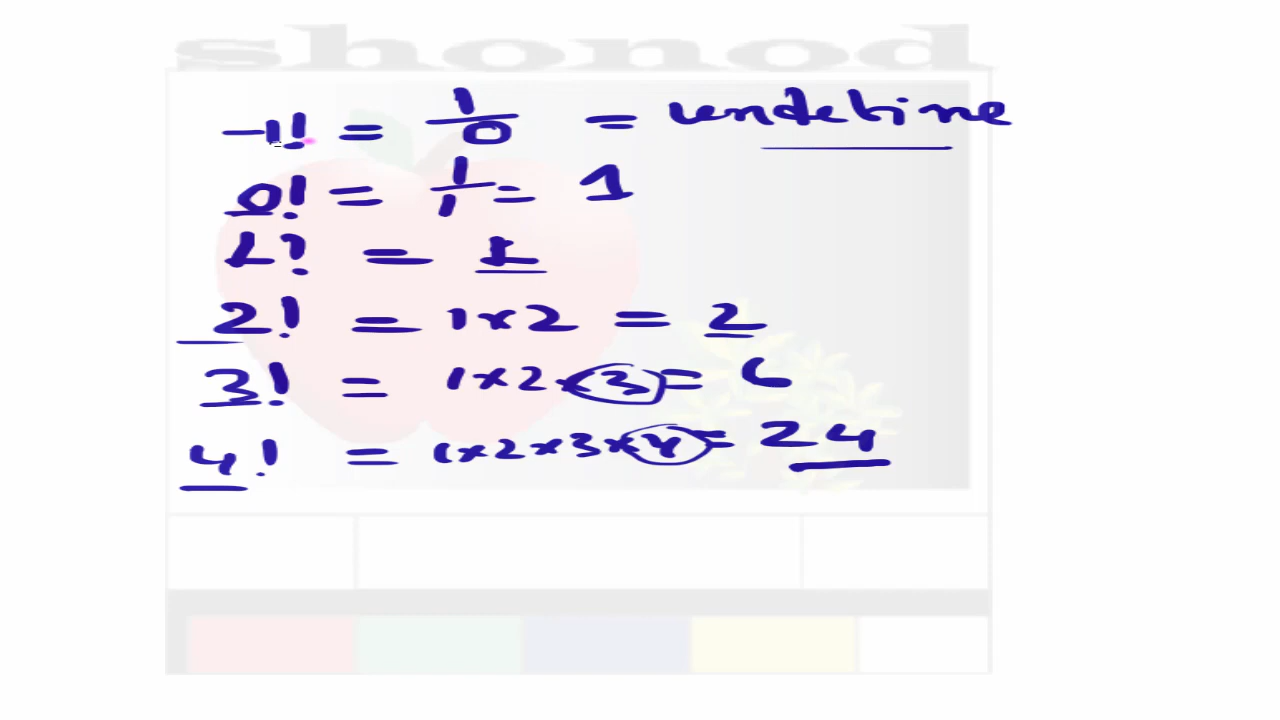 shonod
-1! = 1/0 = undefine
0! = 1/1 = 1
1! = 1
2! = 1×2 = 2
3! = 1×2×3 = 6
4! = 1×2×3×4 = 24